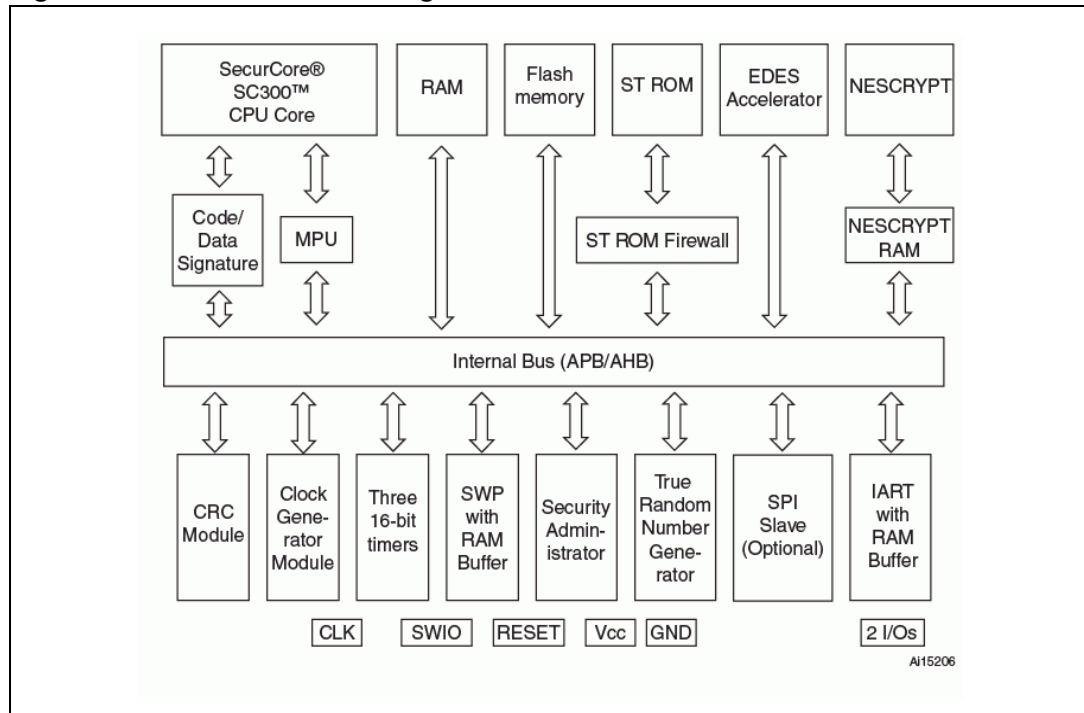 SecurCore®
SC300™
CPU Core
RAM
Flash
memory
ST ROM
EDES
Accelerator
NESCRYPT
Code/
Data
Signature
MPU
ST ROM Firewall
NESCRYPT
RAM
Internal Bus (APB/AHB)
CRC
Module
Clock
Gene-
rator
Module
Three
16-bit
timers
SWP
with
RAM
Buffer
Security
Admin-
istrator
True
Random
Number
Gene-
rator
SPI
Slave
(Optional)
IART
with
RAM
Buffer
CLK
SWIO
RESET
Vcc
GND
2 I/Os
Ai15206